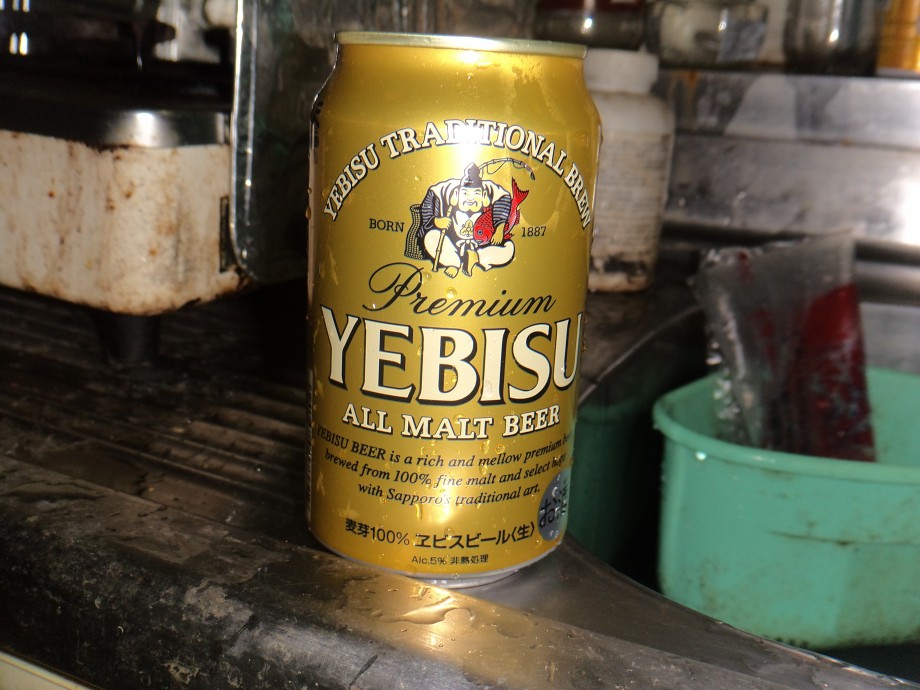 YEBISU TRADITIONAL BREW
BORN 1887
Premium
YEBISU
ALL MALT BEER
YEBISU BEER is a rich and mellow premium
brewed from 100% fine malt and select hops
with Sapporo's traditional art.
麦芽100% ヱビスビール〈生〉
Alc.5% 非熱処理